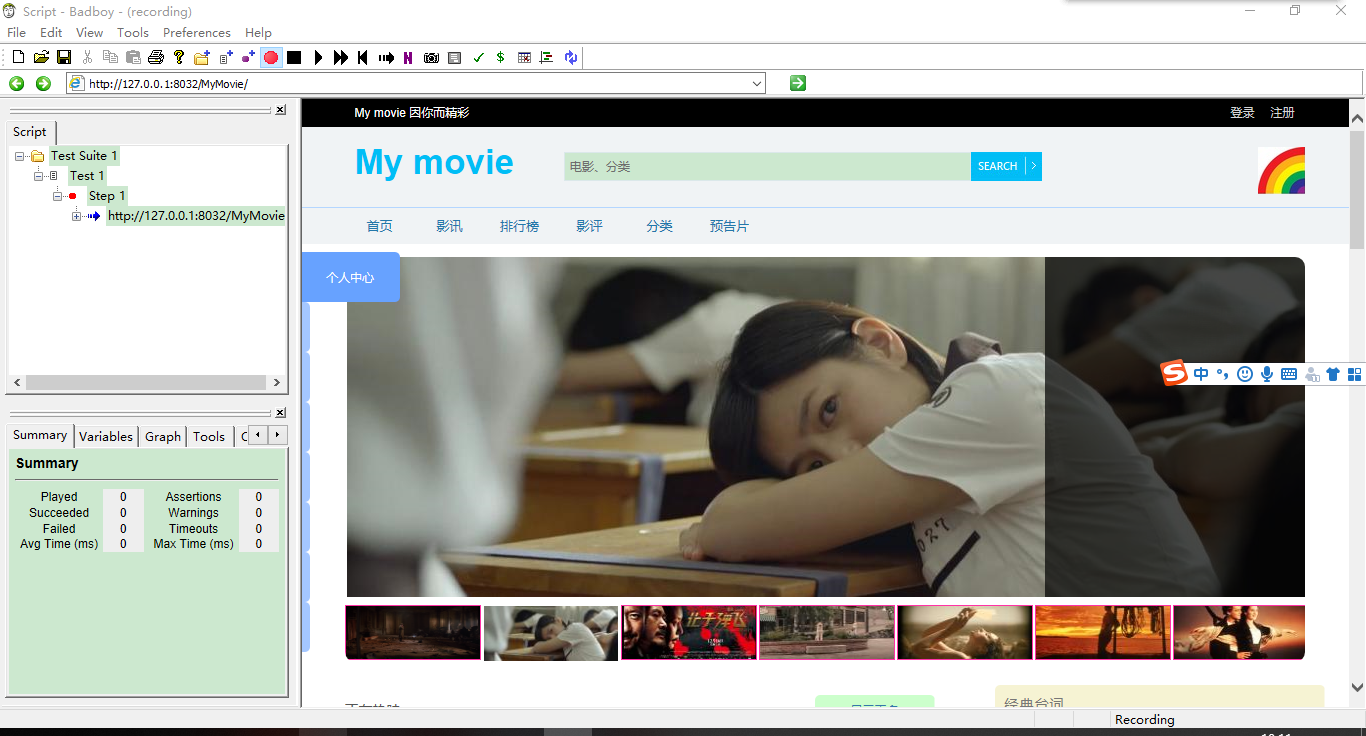 Script - Badboy - (recording)
File Edit View Tools Preferences Help
http://127.0.0.1:8032/MyMovie/
Script
Test Suite 1
Test 1
Step 1
http://127.0.0.1:8032/MyMovie
Summary Variables Graph Tools
Summary
Played 0 Assertions 0
Succeeded 0 Warnings 0
Failed 0 Timeouts 0
Avg Time (ms) 0 Max Time (ms) 0
My movie 因你而精彩
登录 注册
My movie
电影、分类
SEARCH
首页 影讯 排行榜 影评 分类 预告片
个人中心
027
中
让子弹飞
经典台词
Recording